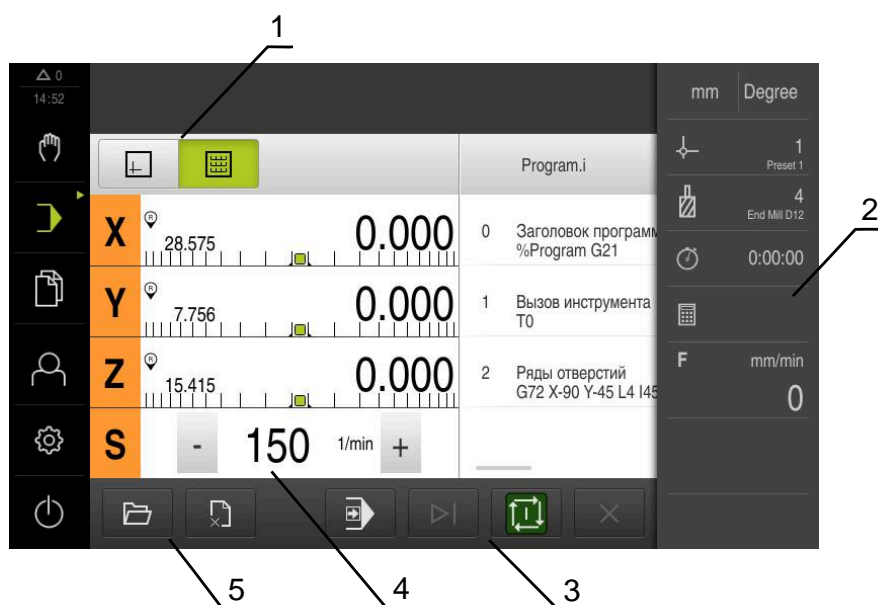 1
0
14:52
mm Degree
1
Preset 1
Program.i
4
End Mill D12
2
X R 28.575 0.000
0 Заголовок программ
%Program G21
0:00:00
Y R 7.756 0.000
1 Вызов инструмента
T0
Z R 15.415 0.000
2 Ряды отверстий
G72 X-90 Y-45 L4 I45
F mm/min
0
S - 150 1/min +
5
4
3